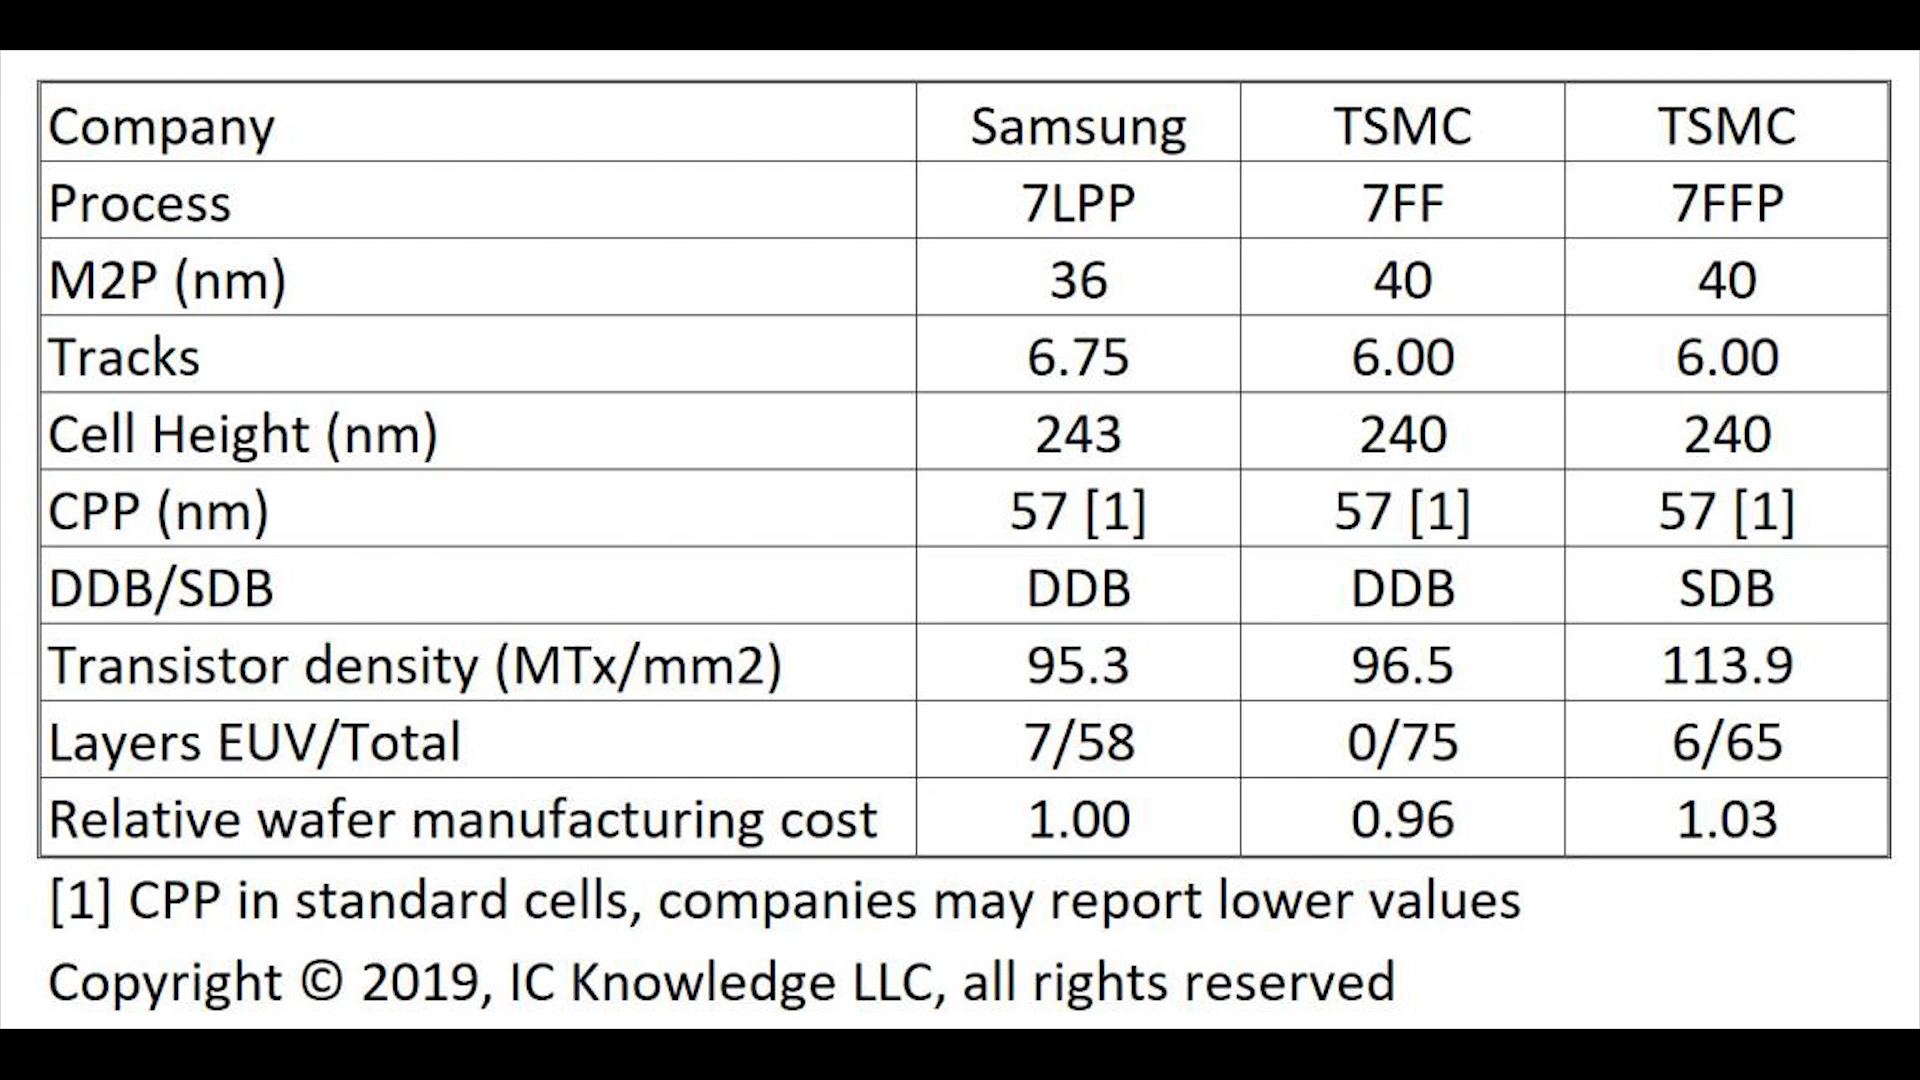 Company Samsung TSMC TSMC
Process 7LPP 7FF 7FFP
M2P (nm) 36 40 40
Tracks 6.75 6.00 6.00
Cell Height (nm) 243 240 240
CPP (nm) 57 [1] 57 [1] 57 [1]
DDB/SDB DDB DDB SDB
Transistor density (MTx/mm2) 95.3 96.5 113.9
Layers EUV/Total 7/58 0/75 6/65
Relative wafer manufacturing cost 1.00 0.96 1.03
[1] CPP in standard cells, companies may report lower values
Copyright © 2019, IC Knowledge LLC, all rights reserved